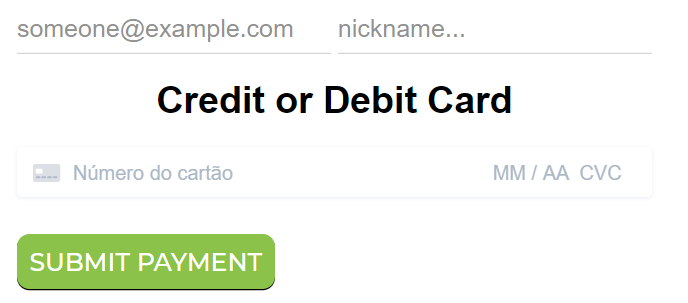 someone@example.com nickname...
Credit or Debit Card
Número do cartão MM / AA CVC
SUBMIT PAYMENT